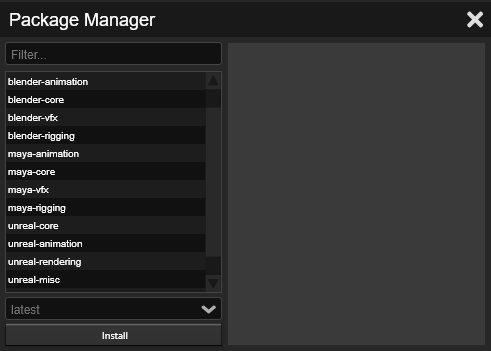 Package Manager
Filter...
blender-animation
blender-core
blender-vfx
blender-rigging
maya-animation
maya-core
maya-vfx
maya-rigging
unreal-core
unreal-animation
unreal-rendering
unreal-misc
latest
Install